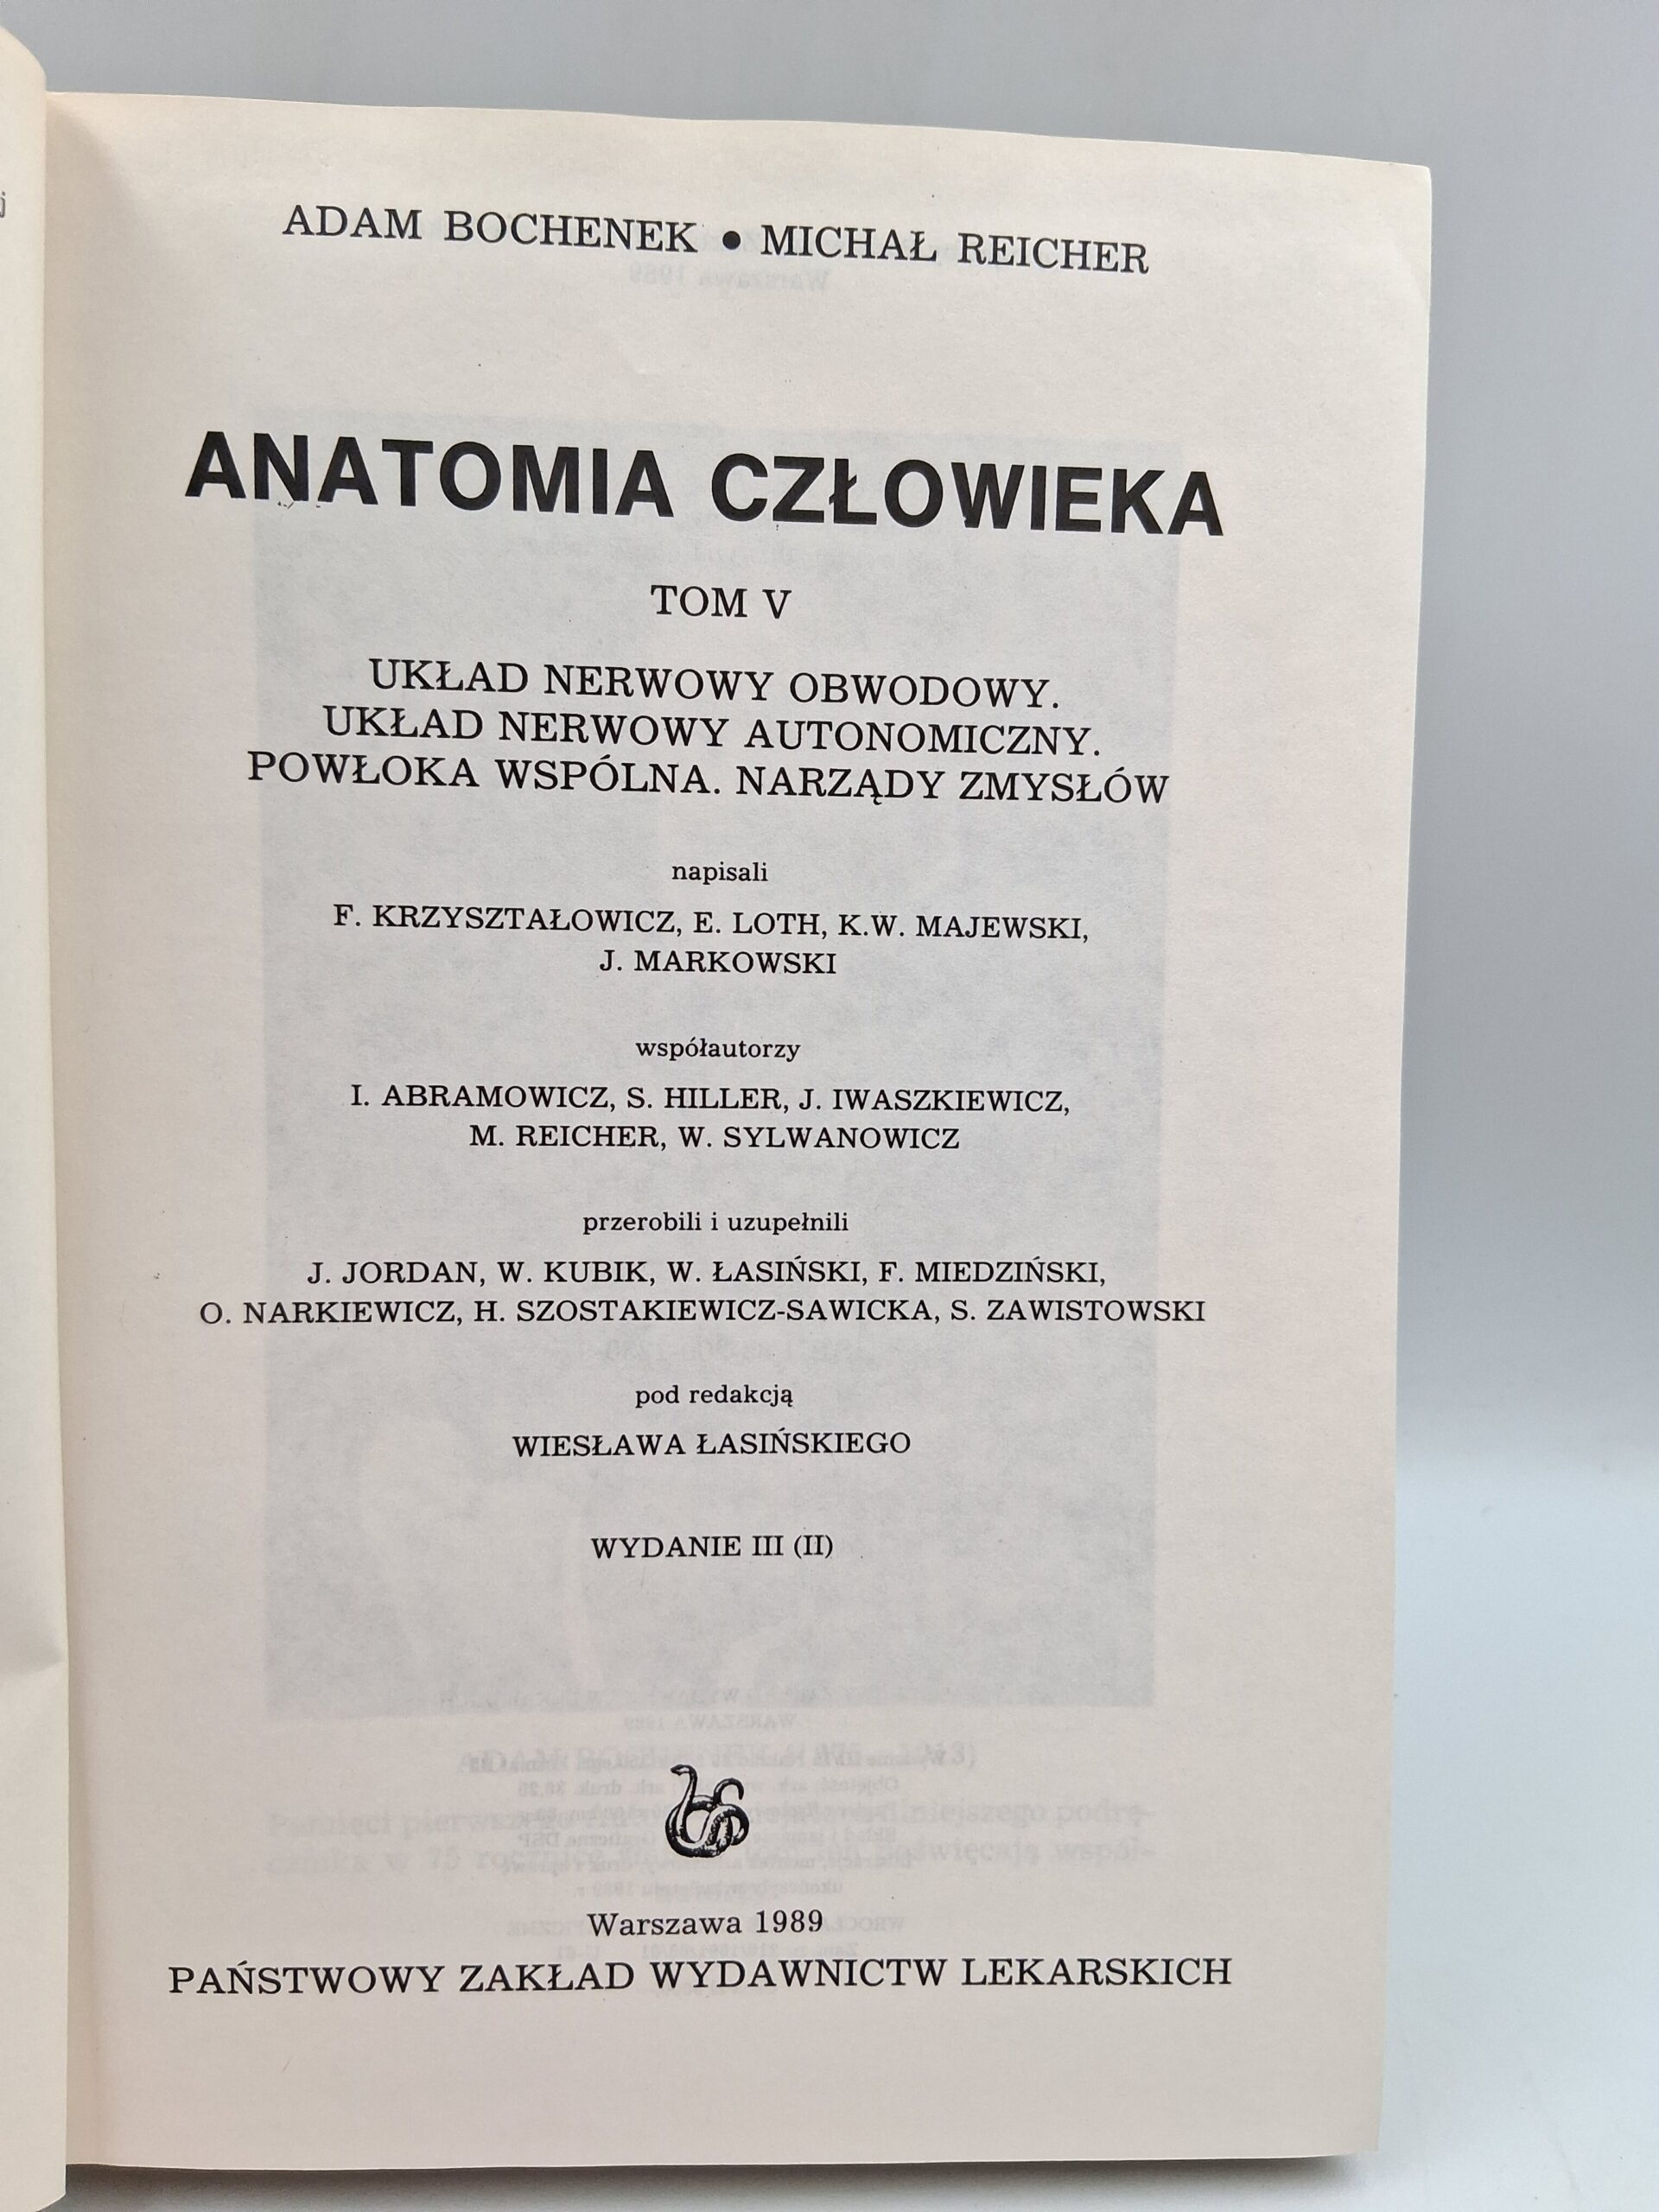 ADAM BOCHENEK • MICHAŁ REICHER
ANATOMIA CZŁOWIEKA
TOM V
UKŁAD NERWOWY OBWODOWY.
UKŁAD NERWOWY AUTONOMICZNY.
POWŁOKA WSPÓLNA. NARZĄDY ZMYSŁÓW
napisali
F. KRZYSZTAŁOWICZ, E. LOTH, K.W. MAJEWSKI,
J. MARKOWSKI
współautorzy
I. ABRAMOWICZ, S. HILLER, J. IWASZKIEWICZ,
M. REICHER, W. SYLWANOWICZ
przerobili i uzupełnili
J. JORDAN, W. KUBIK, W. ŁASIŃSKI, F. MIEDZIŃSKI,
O. NARKIEWICZ, H. SZOSTAKIEWICZ-SAWICKA, S. ZAWISTOWSKI
pod redakcją
WIESŁAWA ŁASIŃSKIEGO
WYDANIE III (II)
Warszawa 1989
PAŃSTWOWY ZAKŁAD WYDAWNICTW LEKARSKICH